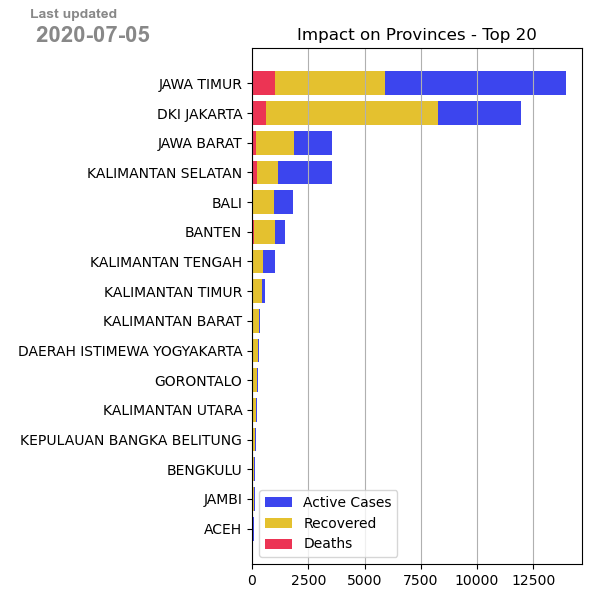 Last updated
2020-07-05
Impact on Provinces - Top 20
JAWA TIMUR
DKI JAKARTA
JAWA BARAT
KALIMANTAN SELATAN
BALI
BANTEN
KALIMANTAN TENGAH
KALIMANTAN TIMUR
KALIMANTAN BARAT
DAERAH ISTIMEWA YOGYAKARTA
GORONTALO
KALIMANTAN UTARA
KEPULAUAN BANGKA BELITUNG
BENGKULU
JAMBI
ACEH
Active Cases
Recovered
Deaths
0 2500 5000 7500 10000 12500